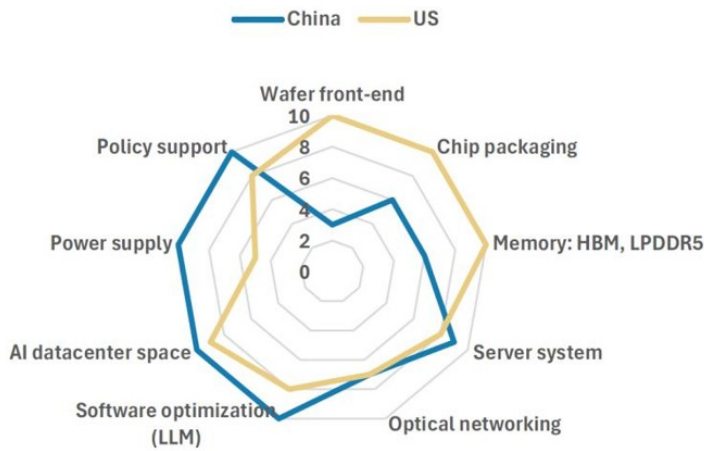 China US
Wafer front-end
10
Policy support
Chip packaging
8
6
4
Power supply
Memory: HBM, LPDDR5
2
0
AI datacenter space
Server system
Software optimization
(LLM)
Optical networking